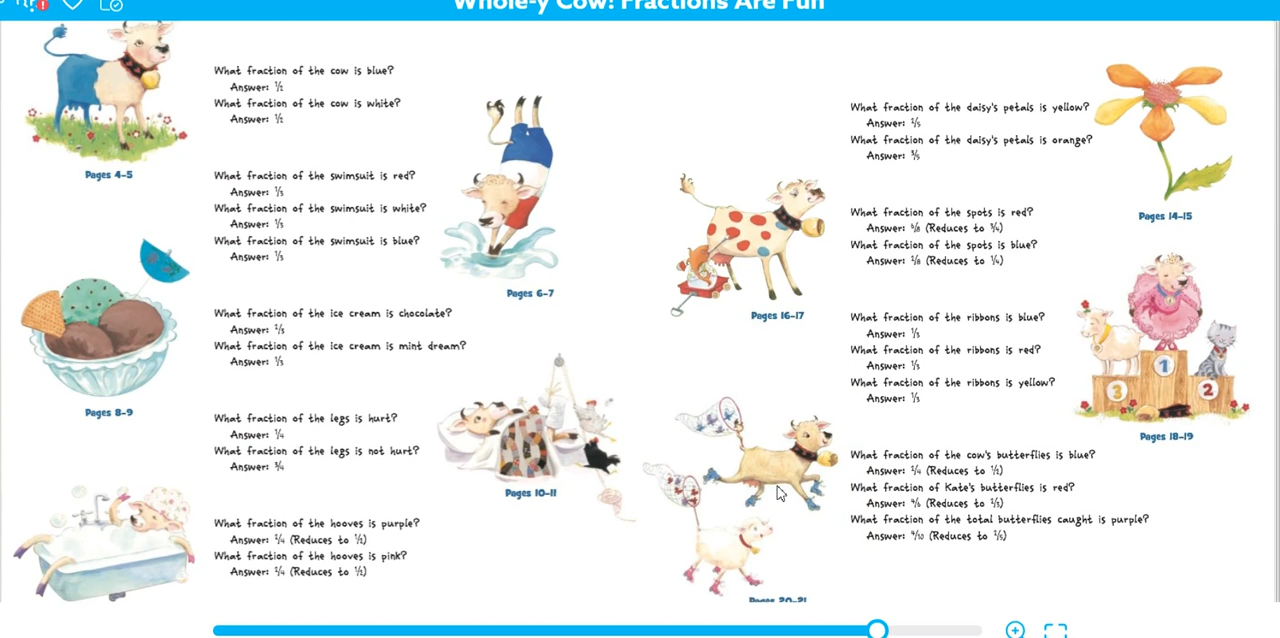 Whole-y Cow! Fractions Are Fun
What fraction of the cow is blue?
Answer: 1/2
What fraction of the cow is white?
Answer: 1/2
Pages 4-5
What fraction of the swimsuit is red?
Answer: 1/3
What fraction of the swimsuit is white?
Answer: 1/3
What fraction of the swimsuit is blue?
Answer: 1/3
Pages 6-7
What fraction of the ice cream is chocolate?
Answer: 2/3
What fraction of the ice cream is mint dream?
Answer: 1/3
Pages 8-9
What fraction of the legs is hurt?
Answer: 1/4
What fraction of the legs is not hurt?
Answer: 3/4
Pages 10-11
What fraction of the hooves is purple?
Answer: 2/4 (Reduces to 1/2)
What fraction of the hooves is pink?
Answer: 2/4 (Reduces to 1/2)
What fraction of the daisy's petals is yellow?
Answer: 2/5
What fraction of the daisy's petals is orange?
Answer: 3/5
Pages 14-15
What fraction of the spots is red?
Answer: 6/8 (Reduces to 3/4)
What fraction of the spots is blue?
Answer: 2/8 (Reduces to 1/4)
Pages 16-17
What fraction of the ribbons is blue?
Answer: 1/3
What fraction of the ribbons is red?
Answer: 1/3
What fraction of the ribbons is yellow?
Answer: 1/3
1
3
2
Pages 18-19
What fraction of the cow's butterflies is blue?
Answer: 2/4 (Reduces to 1/2)
What fraction of Kate's butterflies is red?
Answer: 4/6 (Reduces to 2/3)
What fraction of the total butterflies caught is purple?
Answer: 4/10 (Reduces to 2/5)
Pages 20-21